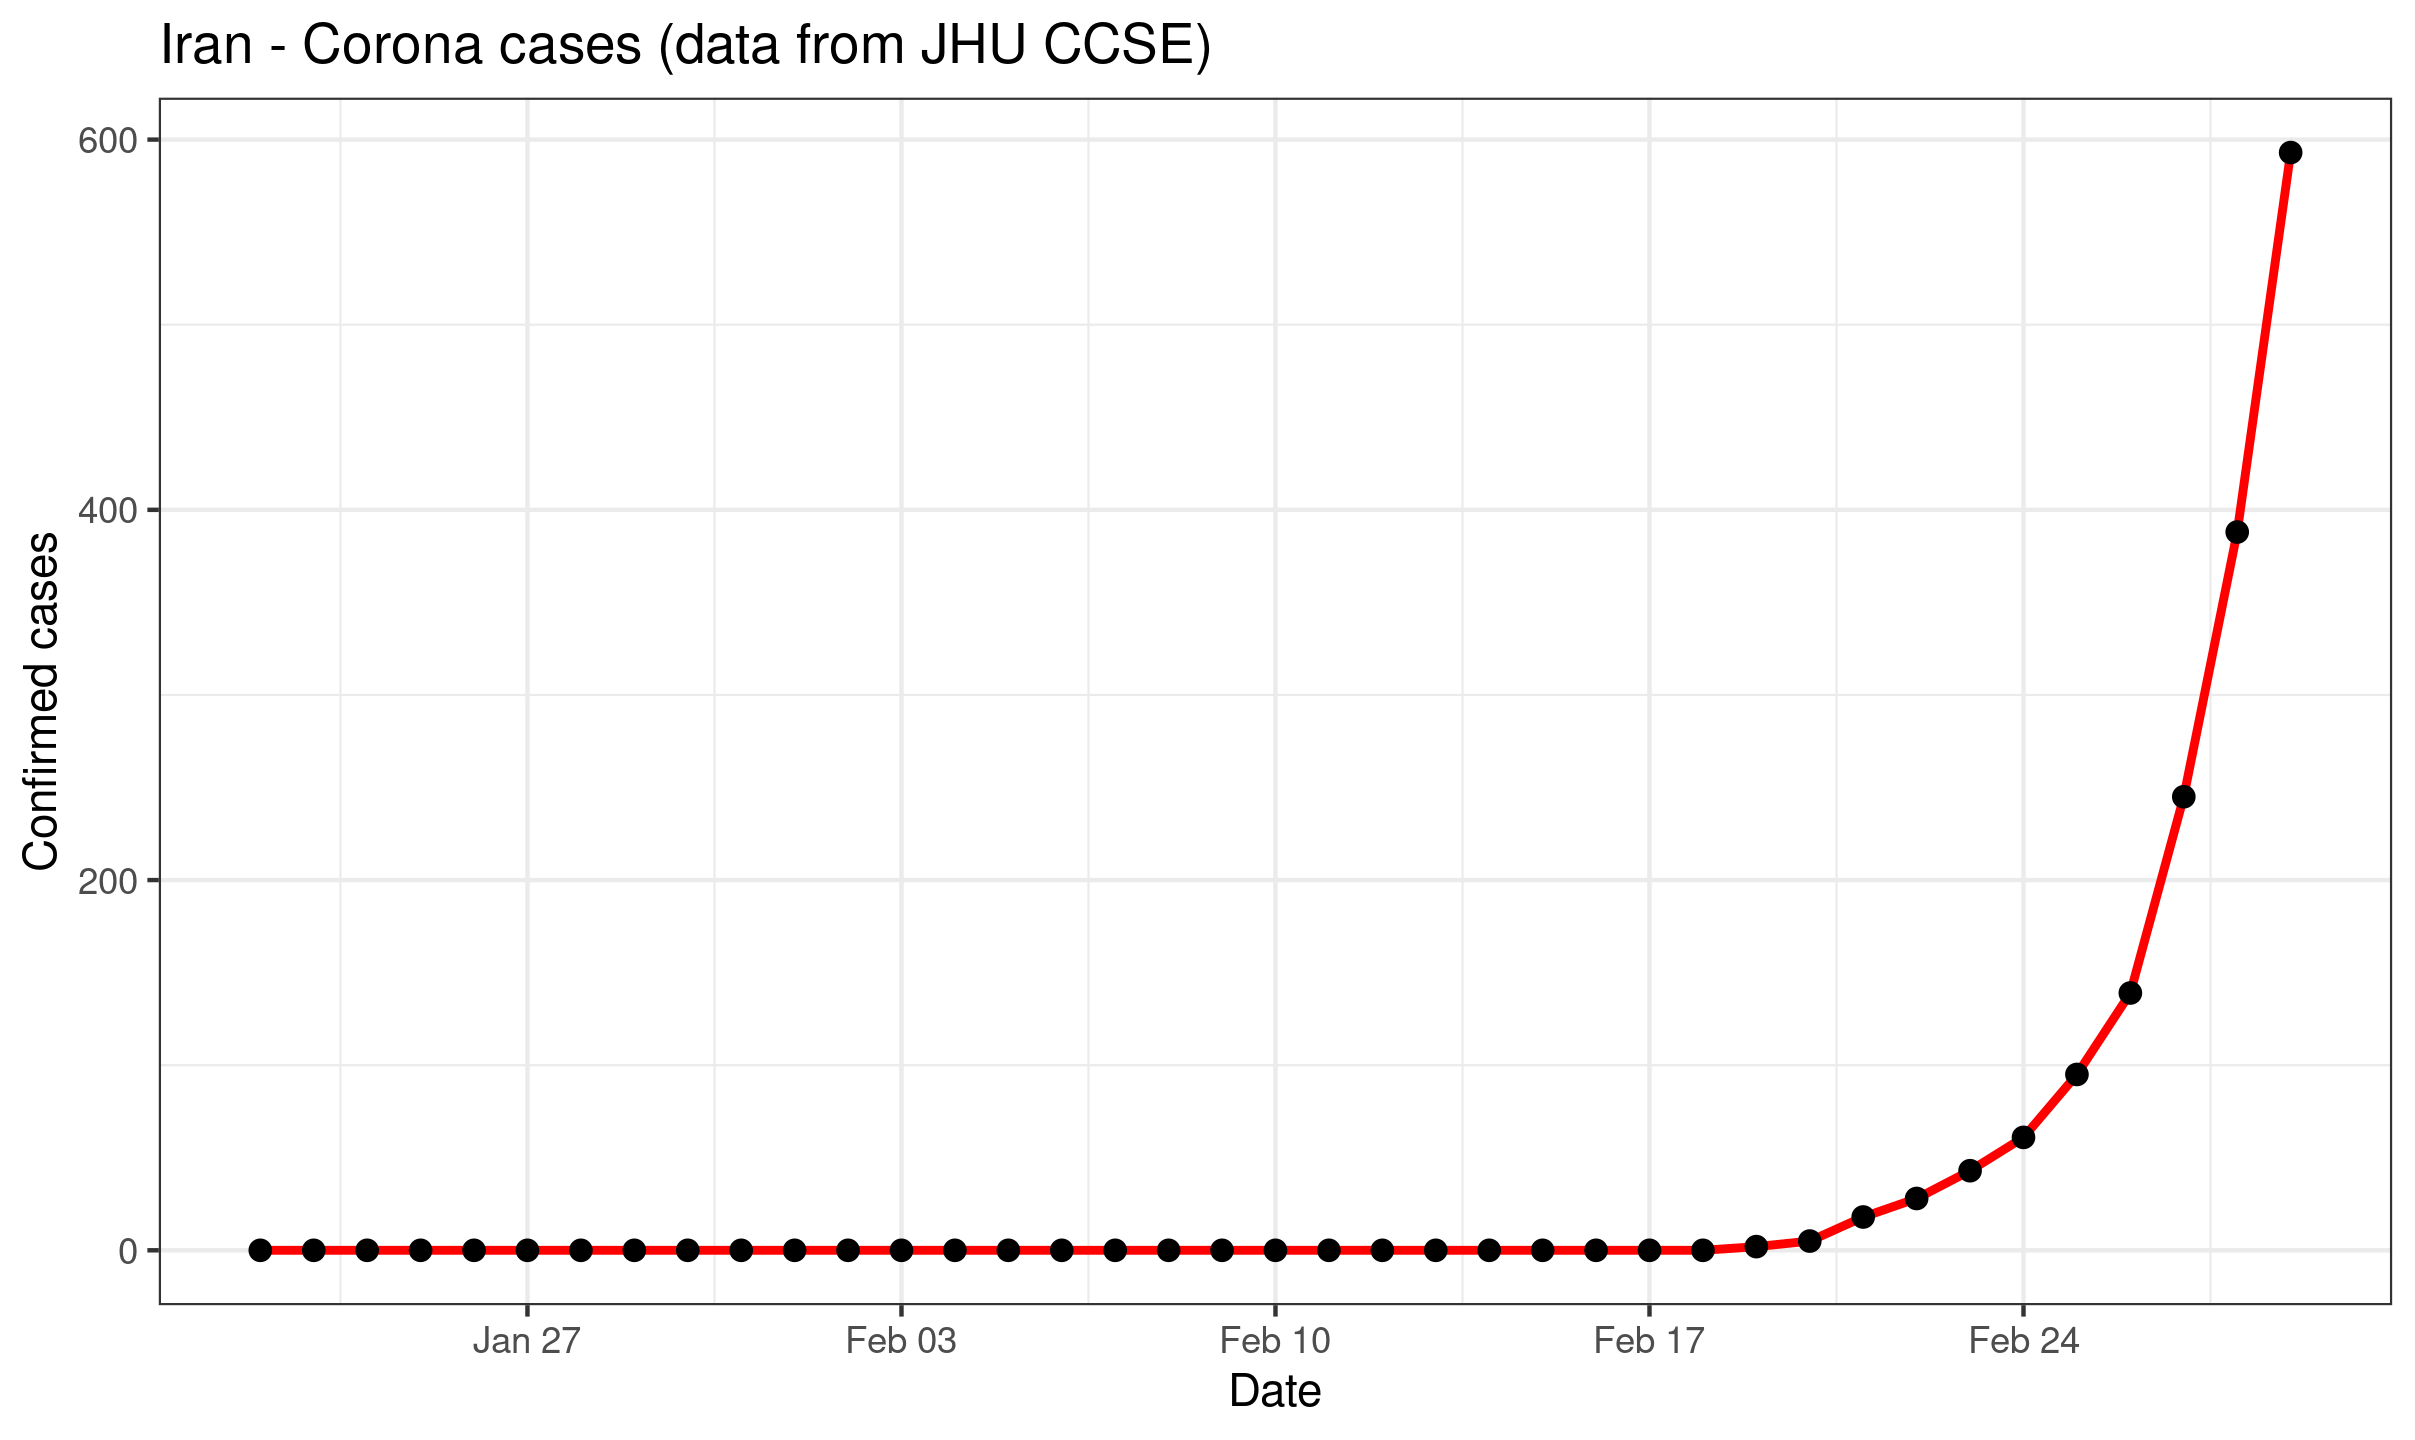 Iran - Corona cases (data from JHU CCSE)
600
400
200
0
Confirmed cases
Jan 27 Feb 03 Feb 10 Feb 17 Feb 24
Date